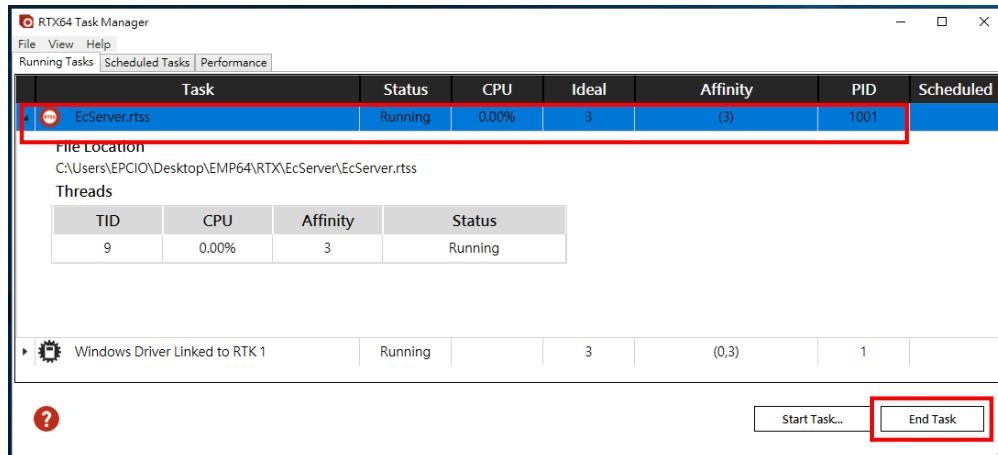 RTX64 Task Manager
File View Help
Running Tasks Scheduled Tasks Performance
Task Status CPU Ideal Affinity PID Scheduled
RTSS EcServer.rtss Running 0.00% 3 (3) 1001
File Location
C:\Users\EPCIO\Desktop\EMP64\RTX\EcServer\EcServer.rtss
Threads
TID CPU Affinity Status
9 0.00% 3 Running
Windows Driver Linked to RTK 1 Running 3 (0,3) 1
? Start Task... End Task